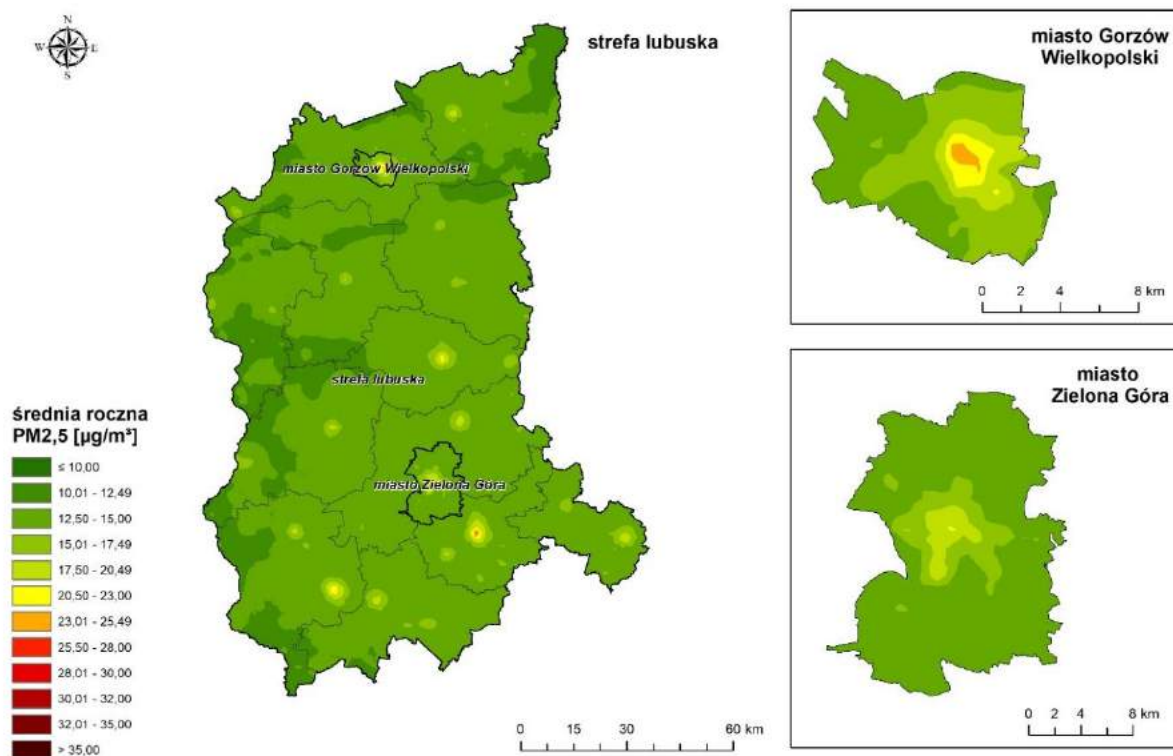 N
W E
S
strefa lubuska
miasto Gorzów Wielkopolski
strefa lubuska
miasto Zielona Góra
średnia roczna
PM2,5 [µg/m³]
≤ 10,00
10,01 - 12,49
12,50 - 15,00
15,01 - 17,49
17,50 - 20,49
20,50 - 23,00
23,01 - 25,49
25,50 - 28,00
28,01 - 30,00
30,01 - 32,00
32,01 - 35,00
> 35,00
0 15 30 60 km
miasto Gorzów
Wielkopolski
0 2 4 8 km
miasto
Zielona Góra
0 2 4 8 km